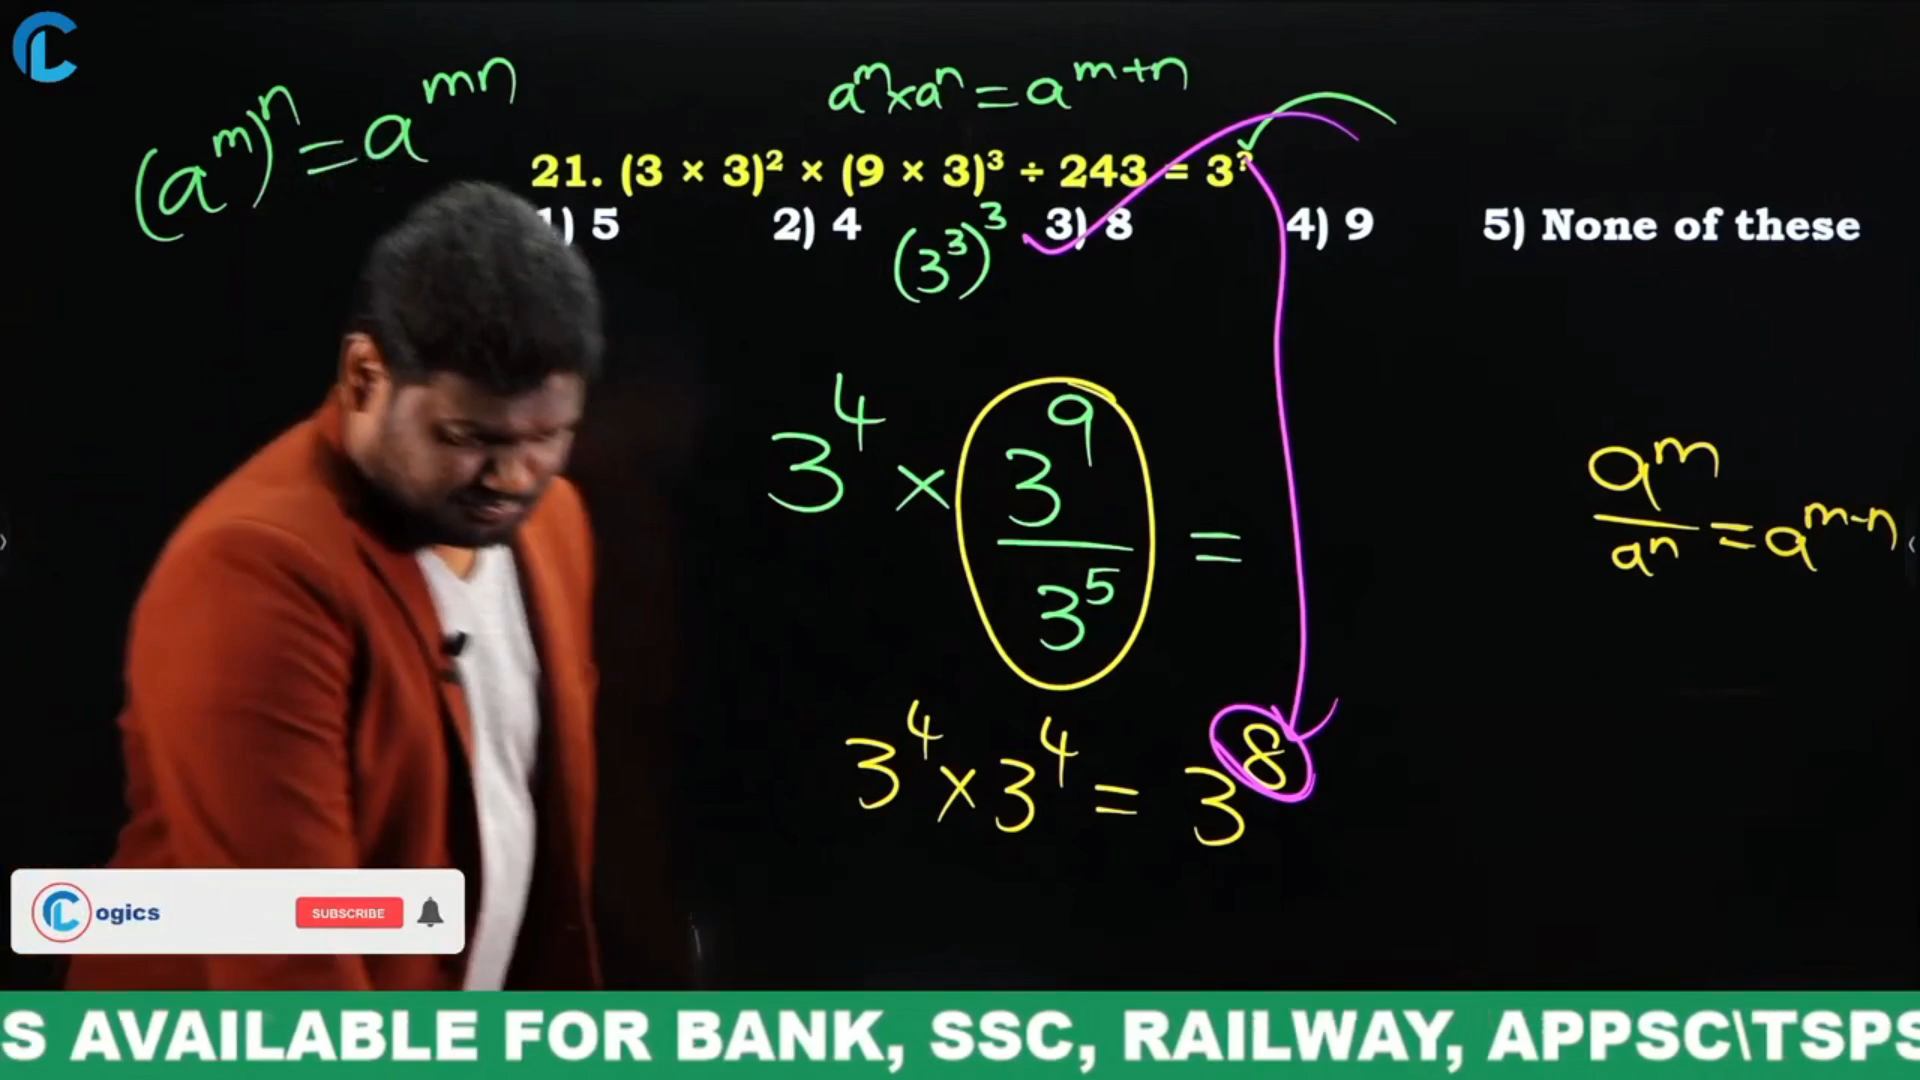 (a^m)^n = a^mn
a^m × a^n = a^m+n
21. (3 × 3)² × (9 × 3)³ ÷ 243 = 3^?
1) 5 2) 4 3) 8 4) 9 5) None of these
(3³)³
3⁴ × 3⁹/3⁵ =
a^m/a^n = a^m-n
3⁴ × 3⁴ = 3⁸
CLogics SUBSCRIBE
S AVAILABLE FOR BANK, SSC, RAILWAY, APPSC\TSPS